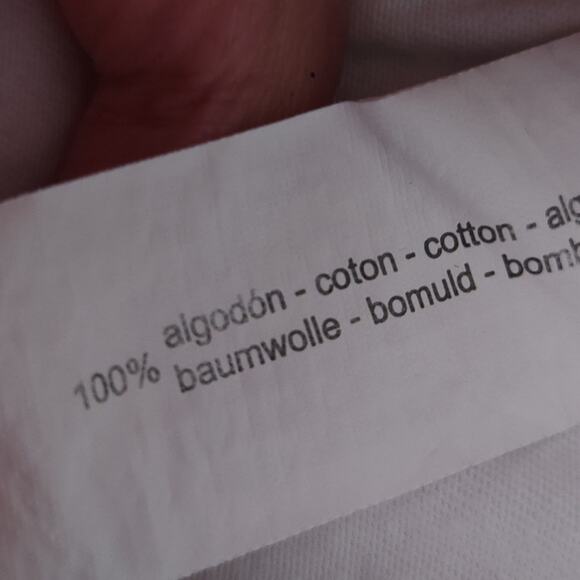 algodón - coton - cotton - alg
100% baumwolle - bomuld - bomb